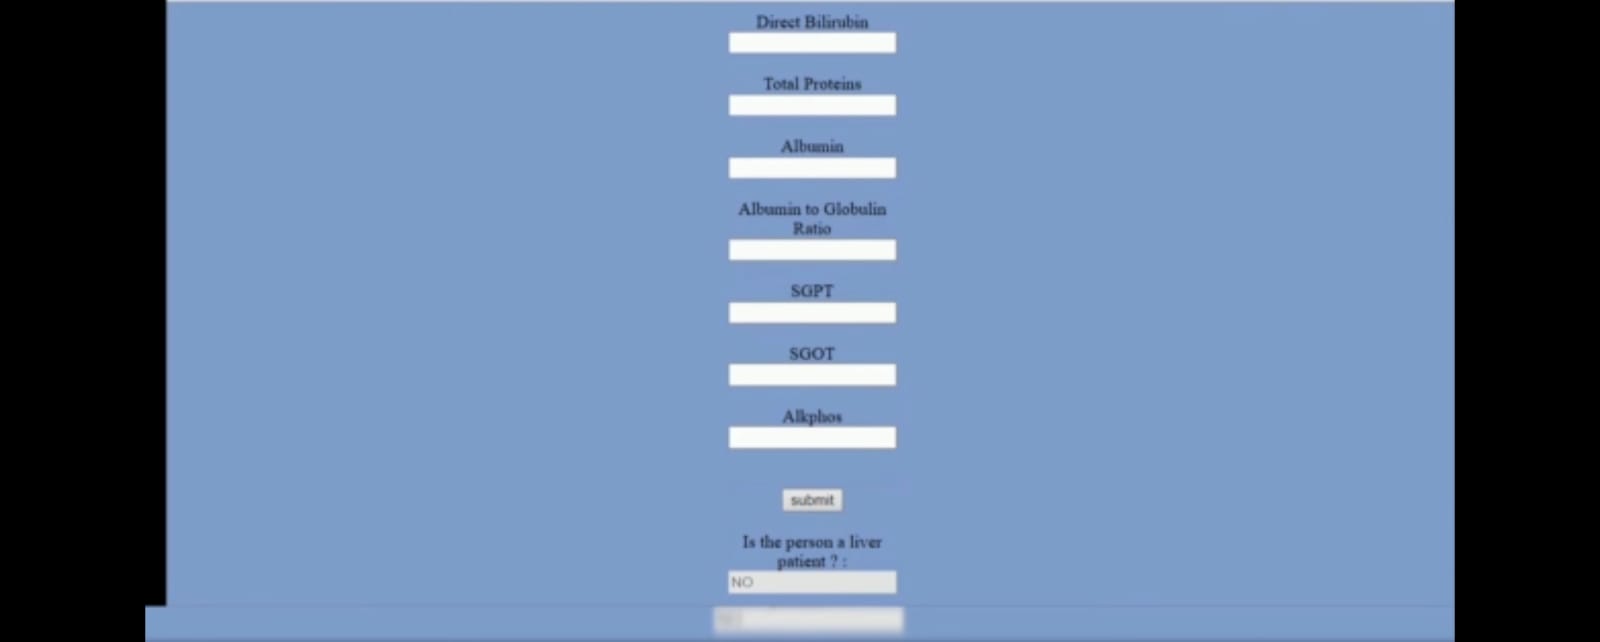 Direct Bilirubin
Total Proteins
Albumin
Albumin to Globulin
Ratio
SGPT
SGOT
Alkphos
submit
Is the person a liver
patient ? :
NO